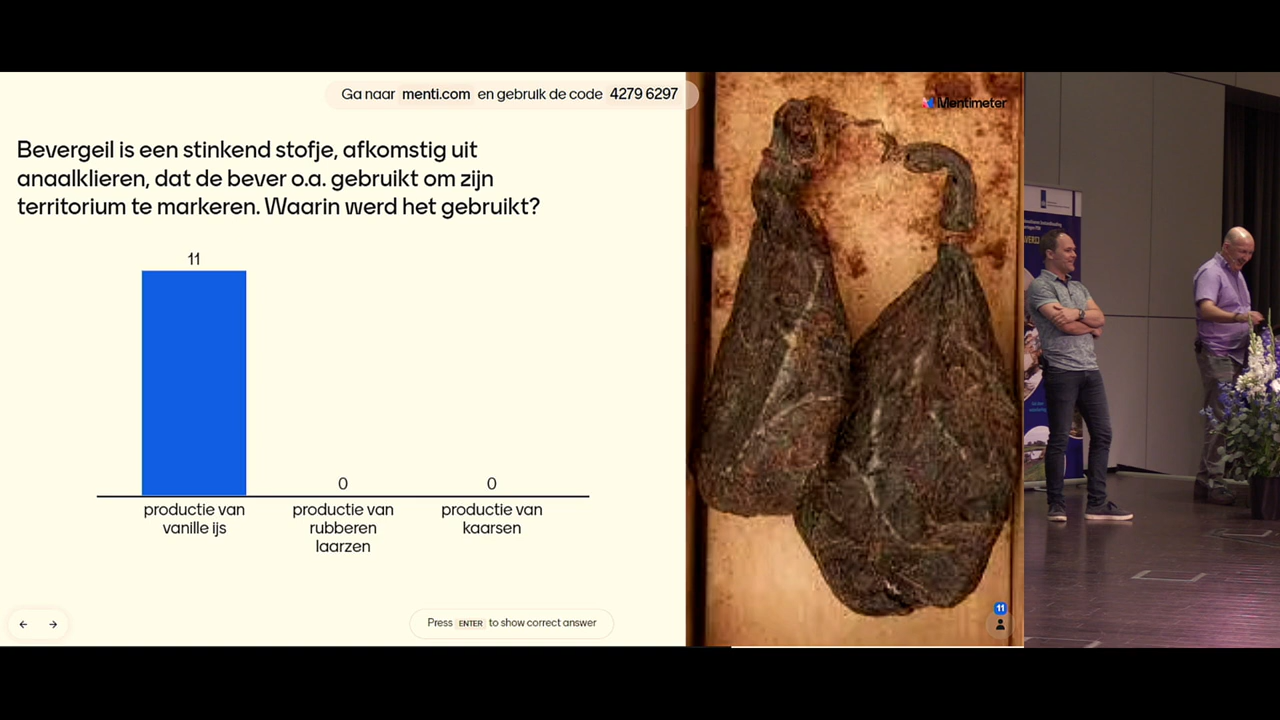 Ga naar menti.com en gebruik de code 4279 6297
Mentimeter
Bevergeil is een stinkend stofje, afkomstig uit
anaalklieren, dat de bever o.a. gebruikt om zijn
territorium te markeren. Waarin werd het gebruikt?
11
0
0
productie van
vanille ijs
productie van
rubberen
laarzen
productie van
kaarsen
Press ENTER to show correct answer
11